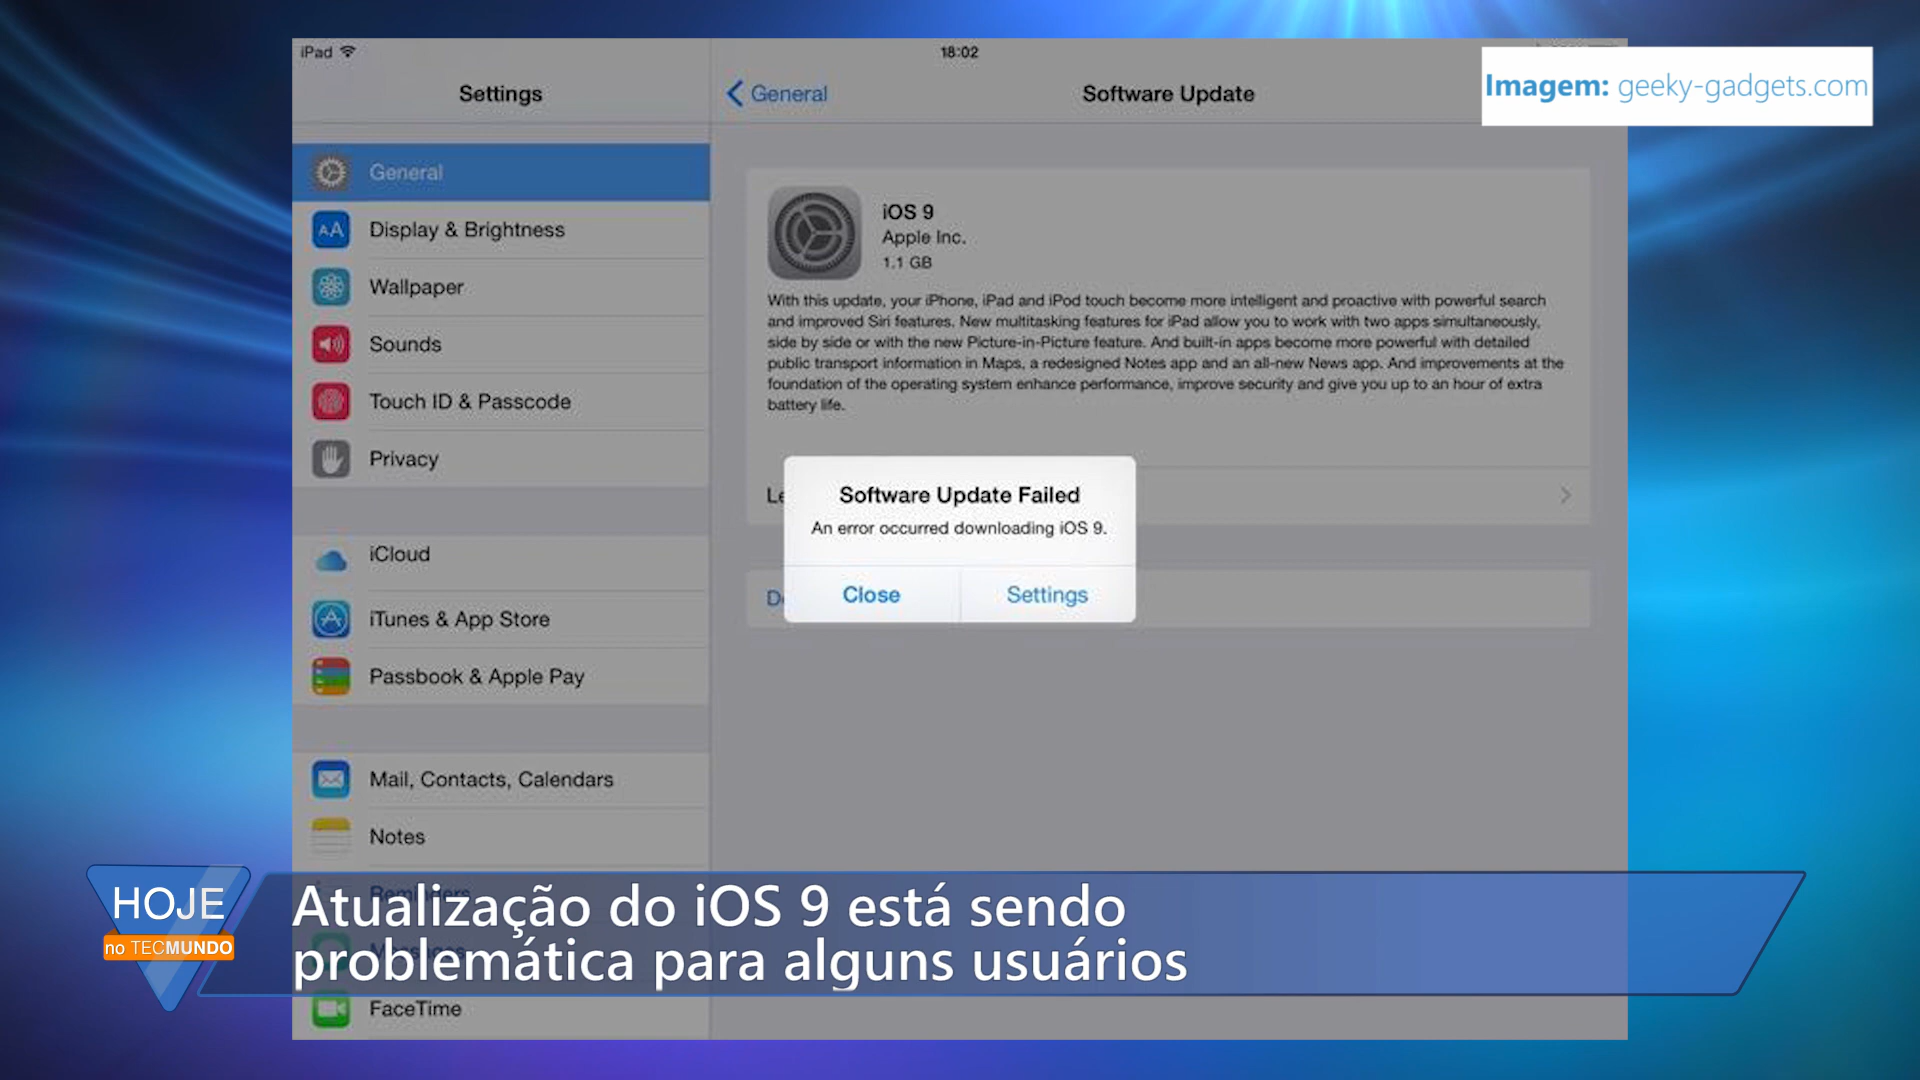 iPad
18:02
Settings
General
Software Update
Imagem: geeky-gadgets.com
General
Display & Brightness
Wallpaper
Sounds
Touch ID & Passcode
Privacy
iCloud
iTunes & App Store
Passbook & Apple Pay
Mail, Contacts, Calendars
Notes
Reminders
Messages
FaceTime
iOS 9
Apple Inc.
1.1 GB
With this update, your iPhone, iPad and iPod touch become more intelligent and proactive with powerful search
and improved Siri features. New multitasking features for iPad allow you to work with two apps simultaneously,
side by side or with the new Picture-in-Picture feature. And built-in apps become more powerful with detailed
public transport information in Maps, a redesigned Notes app and an all-new News app. And improvements at the
foundation of the operating system enhance performance, improve security and give you up to an hour of extra
battery life.
Software Update Failed
An error occurred downloading iOS 9.
Close
Settings
HOJE
no TECMUNDO
Atualização do iOS 9 está sendo
problemática para alguns usuários